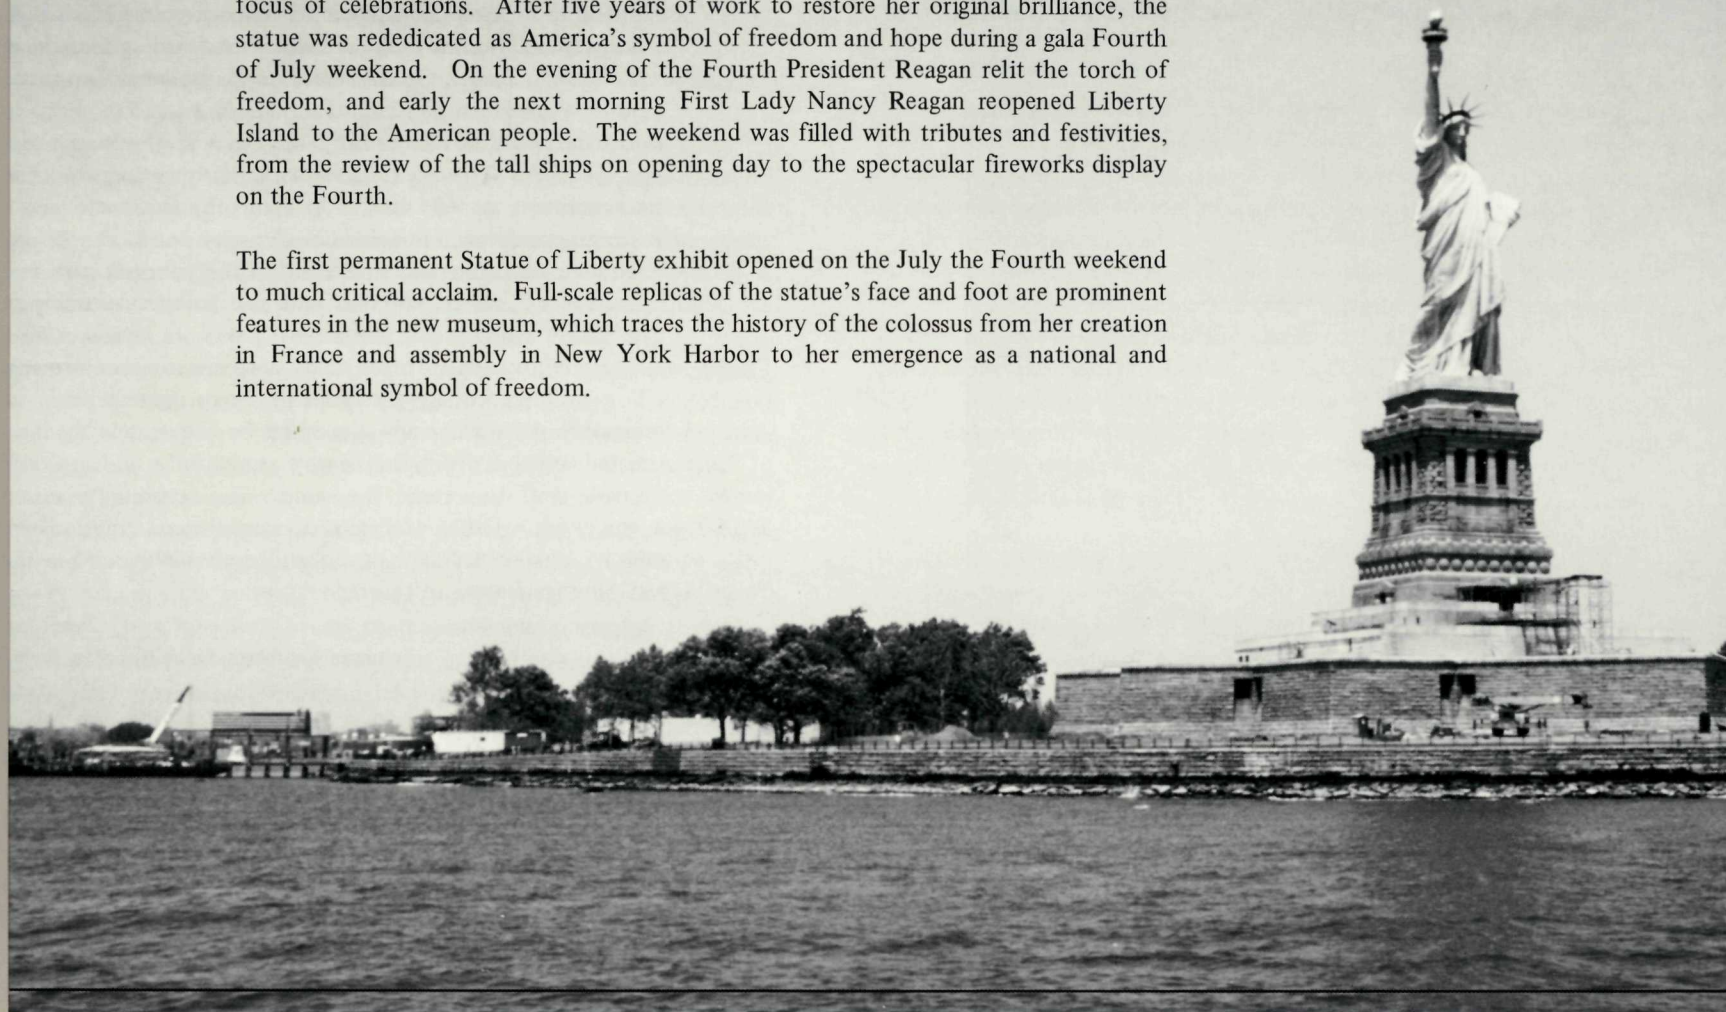 focus of celebrations. After five years of work to restore her original brilliance, the
statue was rededicated as America's symbol of freedom and hope during a gala Fourth
of July weekend. On the evening of the Fourth President Reagan relit the torch of
freedom, and early the next morning First Lady Nancy Reagan reopened Liberty
Island to the American people. The weekend was filled with tributes and festivities,
from the review of the tall ships on opening day to the spectacular fireworks display
on the Fourth.
The first permanent Statue of Liberty exhibit opened on the July the Fourth weekend
to much critical acclaim. Full-scale replicas of the statue's face and foot are prominent
features in the new museum, which traces the history of the colossus from her creation
in France and assembly in New York Harbor to her emergence as a national and
international symbol of freedom.